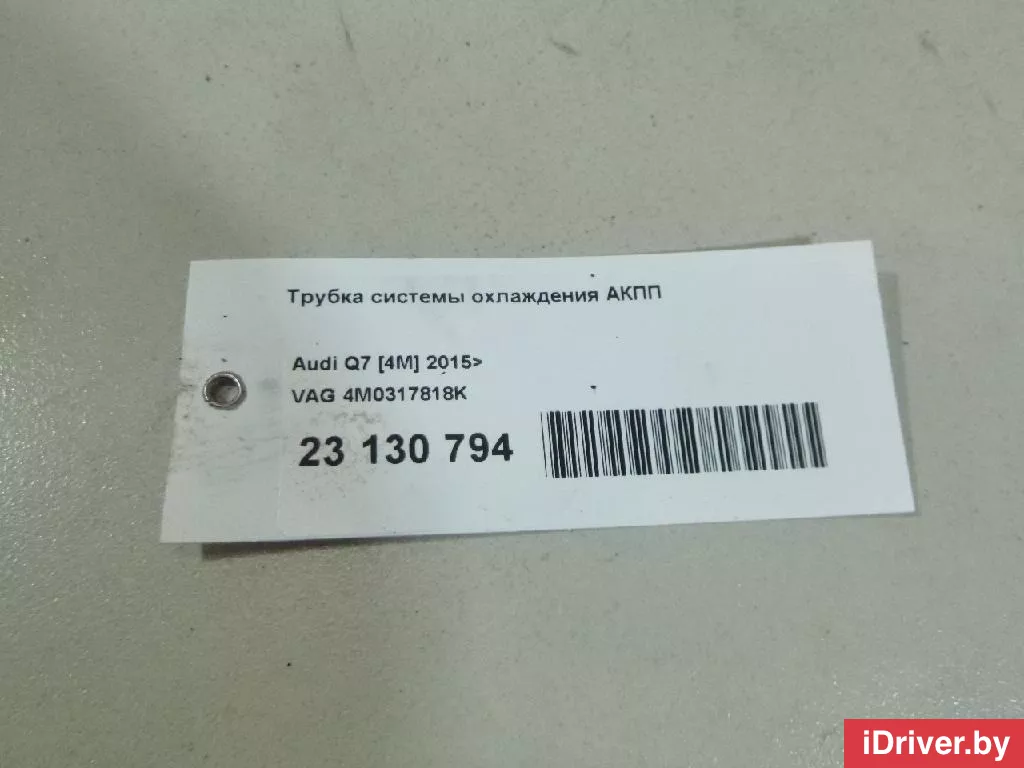 Трубка системы охлаждения АКПП
Audi Q7 [4M] 2015>
VAG 4M0317818K
23 130 794
iDriver.by